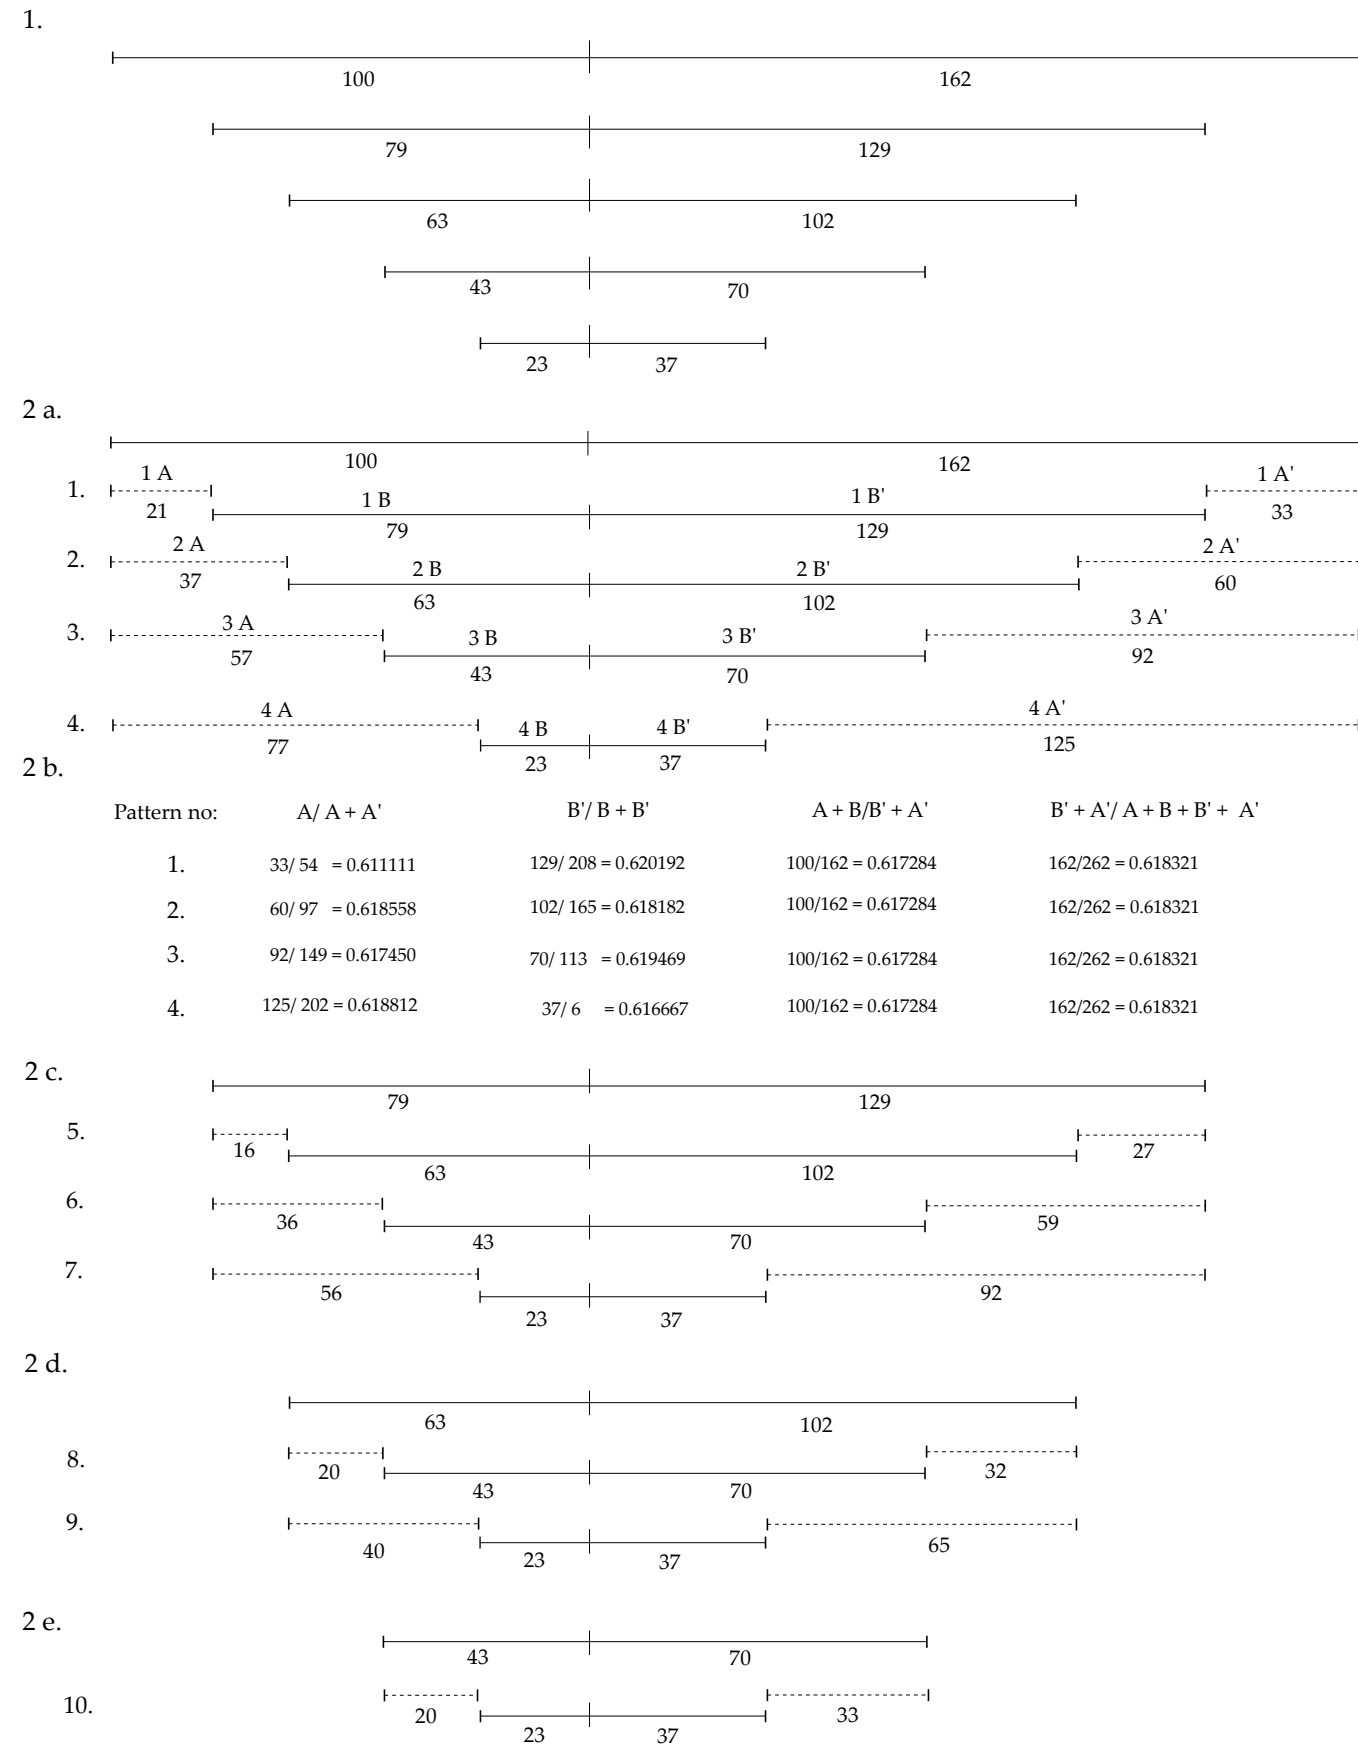 1.
100 162
79 129
63 102
43 70
23 37
2 a.
100 162
1 A 1 A'
1. 1 B 1 B'
21 33
79 129
2 A 2 A'
2. 2 B 2 B'
37 60
63 102
3 A 3 A'
3. 3 B 3 B'
57 92
43 70
4 A 4 A'
4. 4 B 4 B'
77 125
23 37
2 b.
Pattern no: A/ A + A' B'/ B + B' A + B/B' + A' B' + A'/ A + B + B' + A'
1. 33/ 54 = 0.611111 129/ 208 = 0.620192 100/162 = 0.617284 162/262 = 0.618321
2. 60/ 97 = 0.618558 102/ 165 = 0.618182 100/162 = 0.617284 162/262 = 0.618321
3. 92/ 149 = 0.617450 70/ 113 = 0.619469 100/162 = 0.617284 162/262 = 0.618321
4. 125/ 202 = 0.618812 37/ 6 = 0.616667 100/162 = 0.617284 162/262 = 0.618321
2 c.
79 129
5.
16 27
63 102
6.
36 59
43 70
7.
56 92
23 37
2 d.
63 102
8.
20 32
43 70
9.
40 65
23 37
2 e.
43 70
10.
20 33
23 37